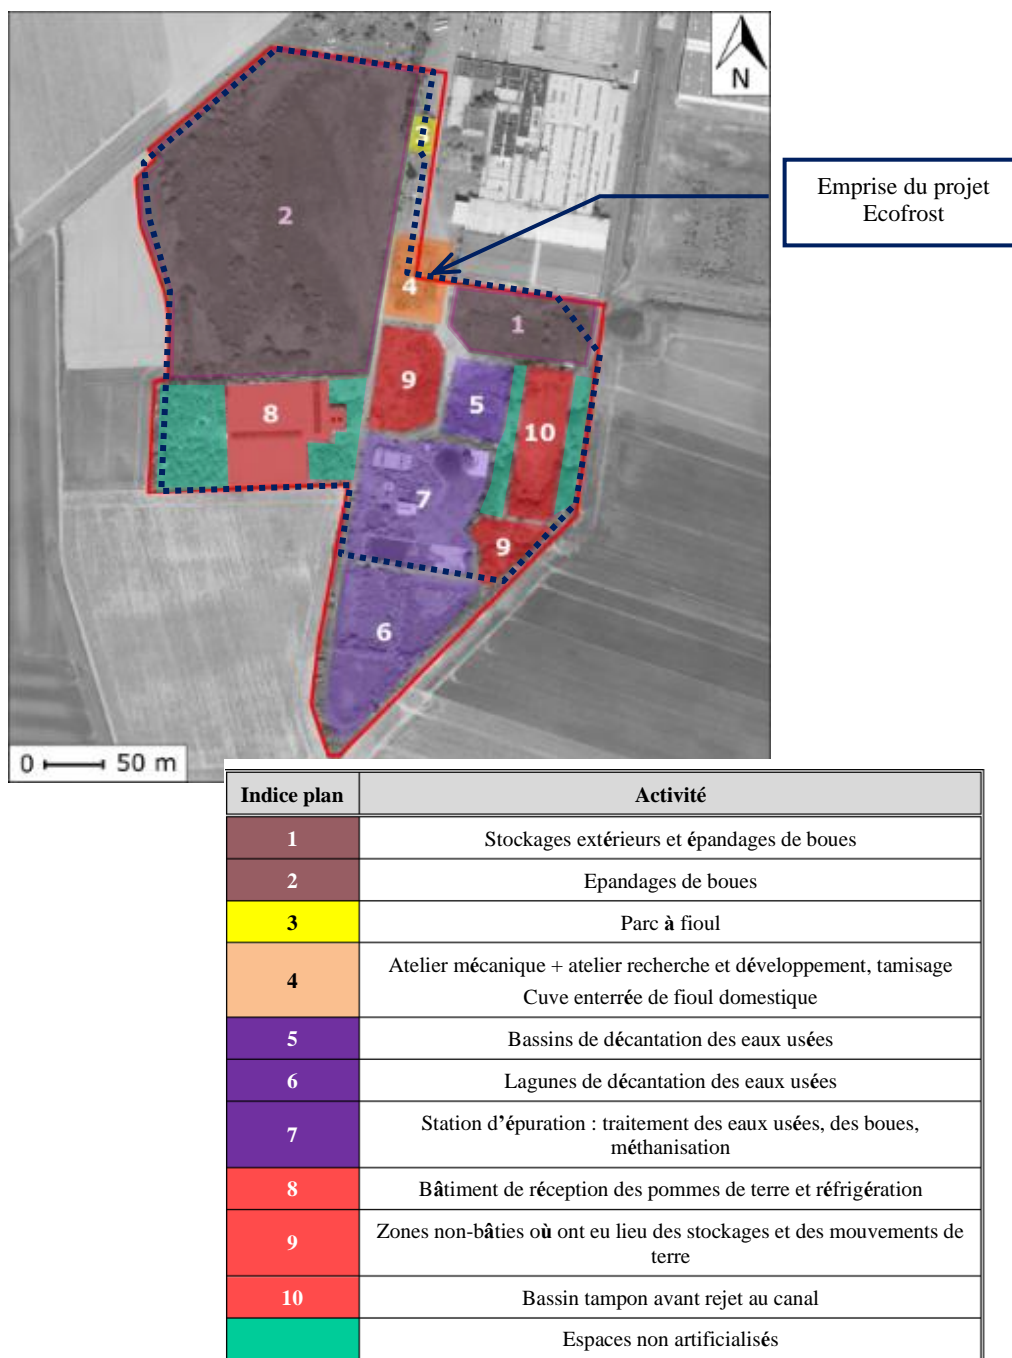 N
Emprise du projet
Ecofrost
3
2
4
1
9
5
8
10
7
9
6
0 50 m
Indice plan Activité
1 Stockages extérieurs et épandages de boues
2 Epandages de boues
3 Parc à fioul
4 Atelier mécanique + atelier recherche et développement, tamisage
Cuve enterrée de fioul domestique
5 Bassins de décantation des eaux usées
6 Lagunes de décantation des eaux usées
7 Station d’épuration : traitement des eaux usées, des boues,
méthanisation
8 Bâtiment de réception des pommes de terre et réfrigération
9 Zones non-bâties où ont eu lieu des stockages et des mouvements de
terre
10 Bassin tampon avant rejet au canal
Espaces non artificialisés